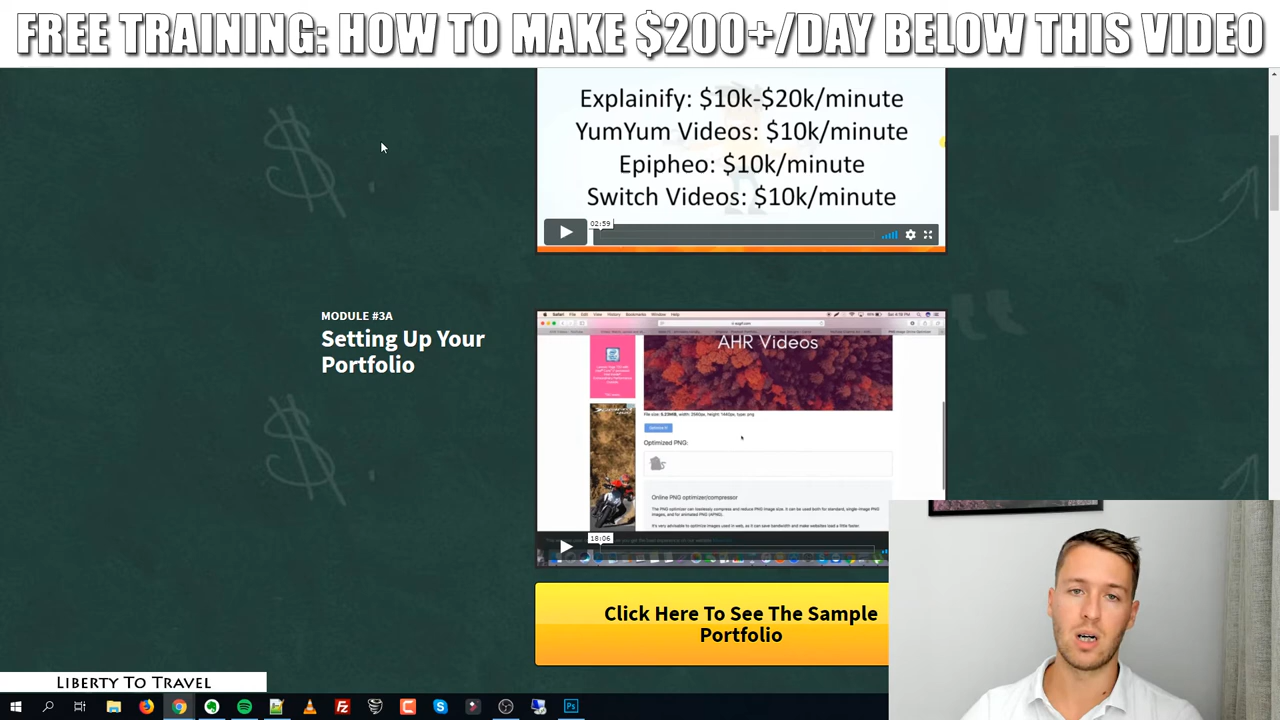 FREE TRAINING: HOW TO MAKE $200+/DAY BELOW THIS VIDEO
Explainify: $10k-$20k/minute
YumYum Videos: $10k/minute
Epipheo: $10k/minute
Switch Videos: $10k/minute
02:59
MODULE #3A
Setting Up Your
Portfolio
AHR Videos
Optimized PNG:
Online PNG optimizer/compressor
18:06
Click Here To See The Sample
Portfolio
LIBERTY TO TRAVEL